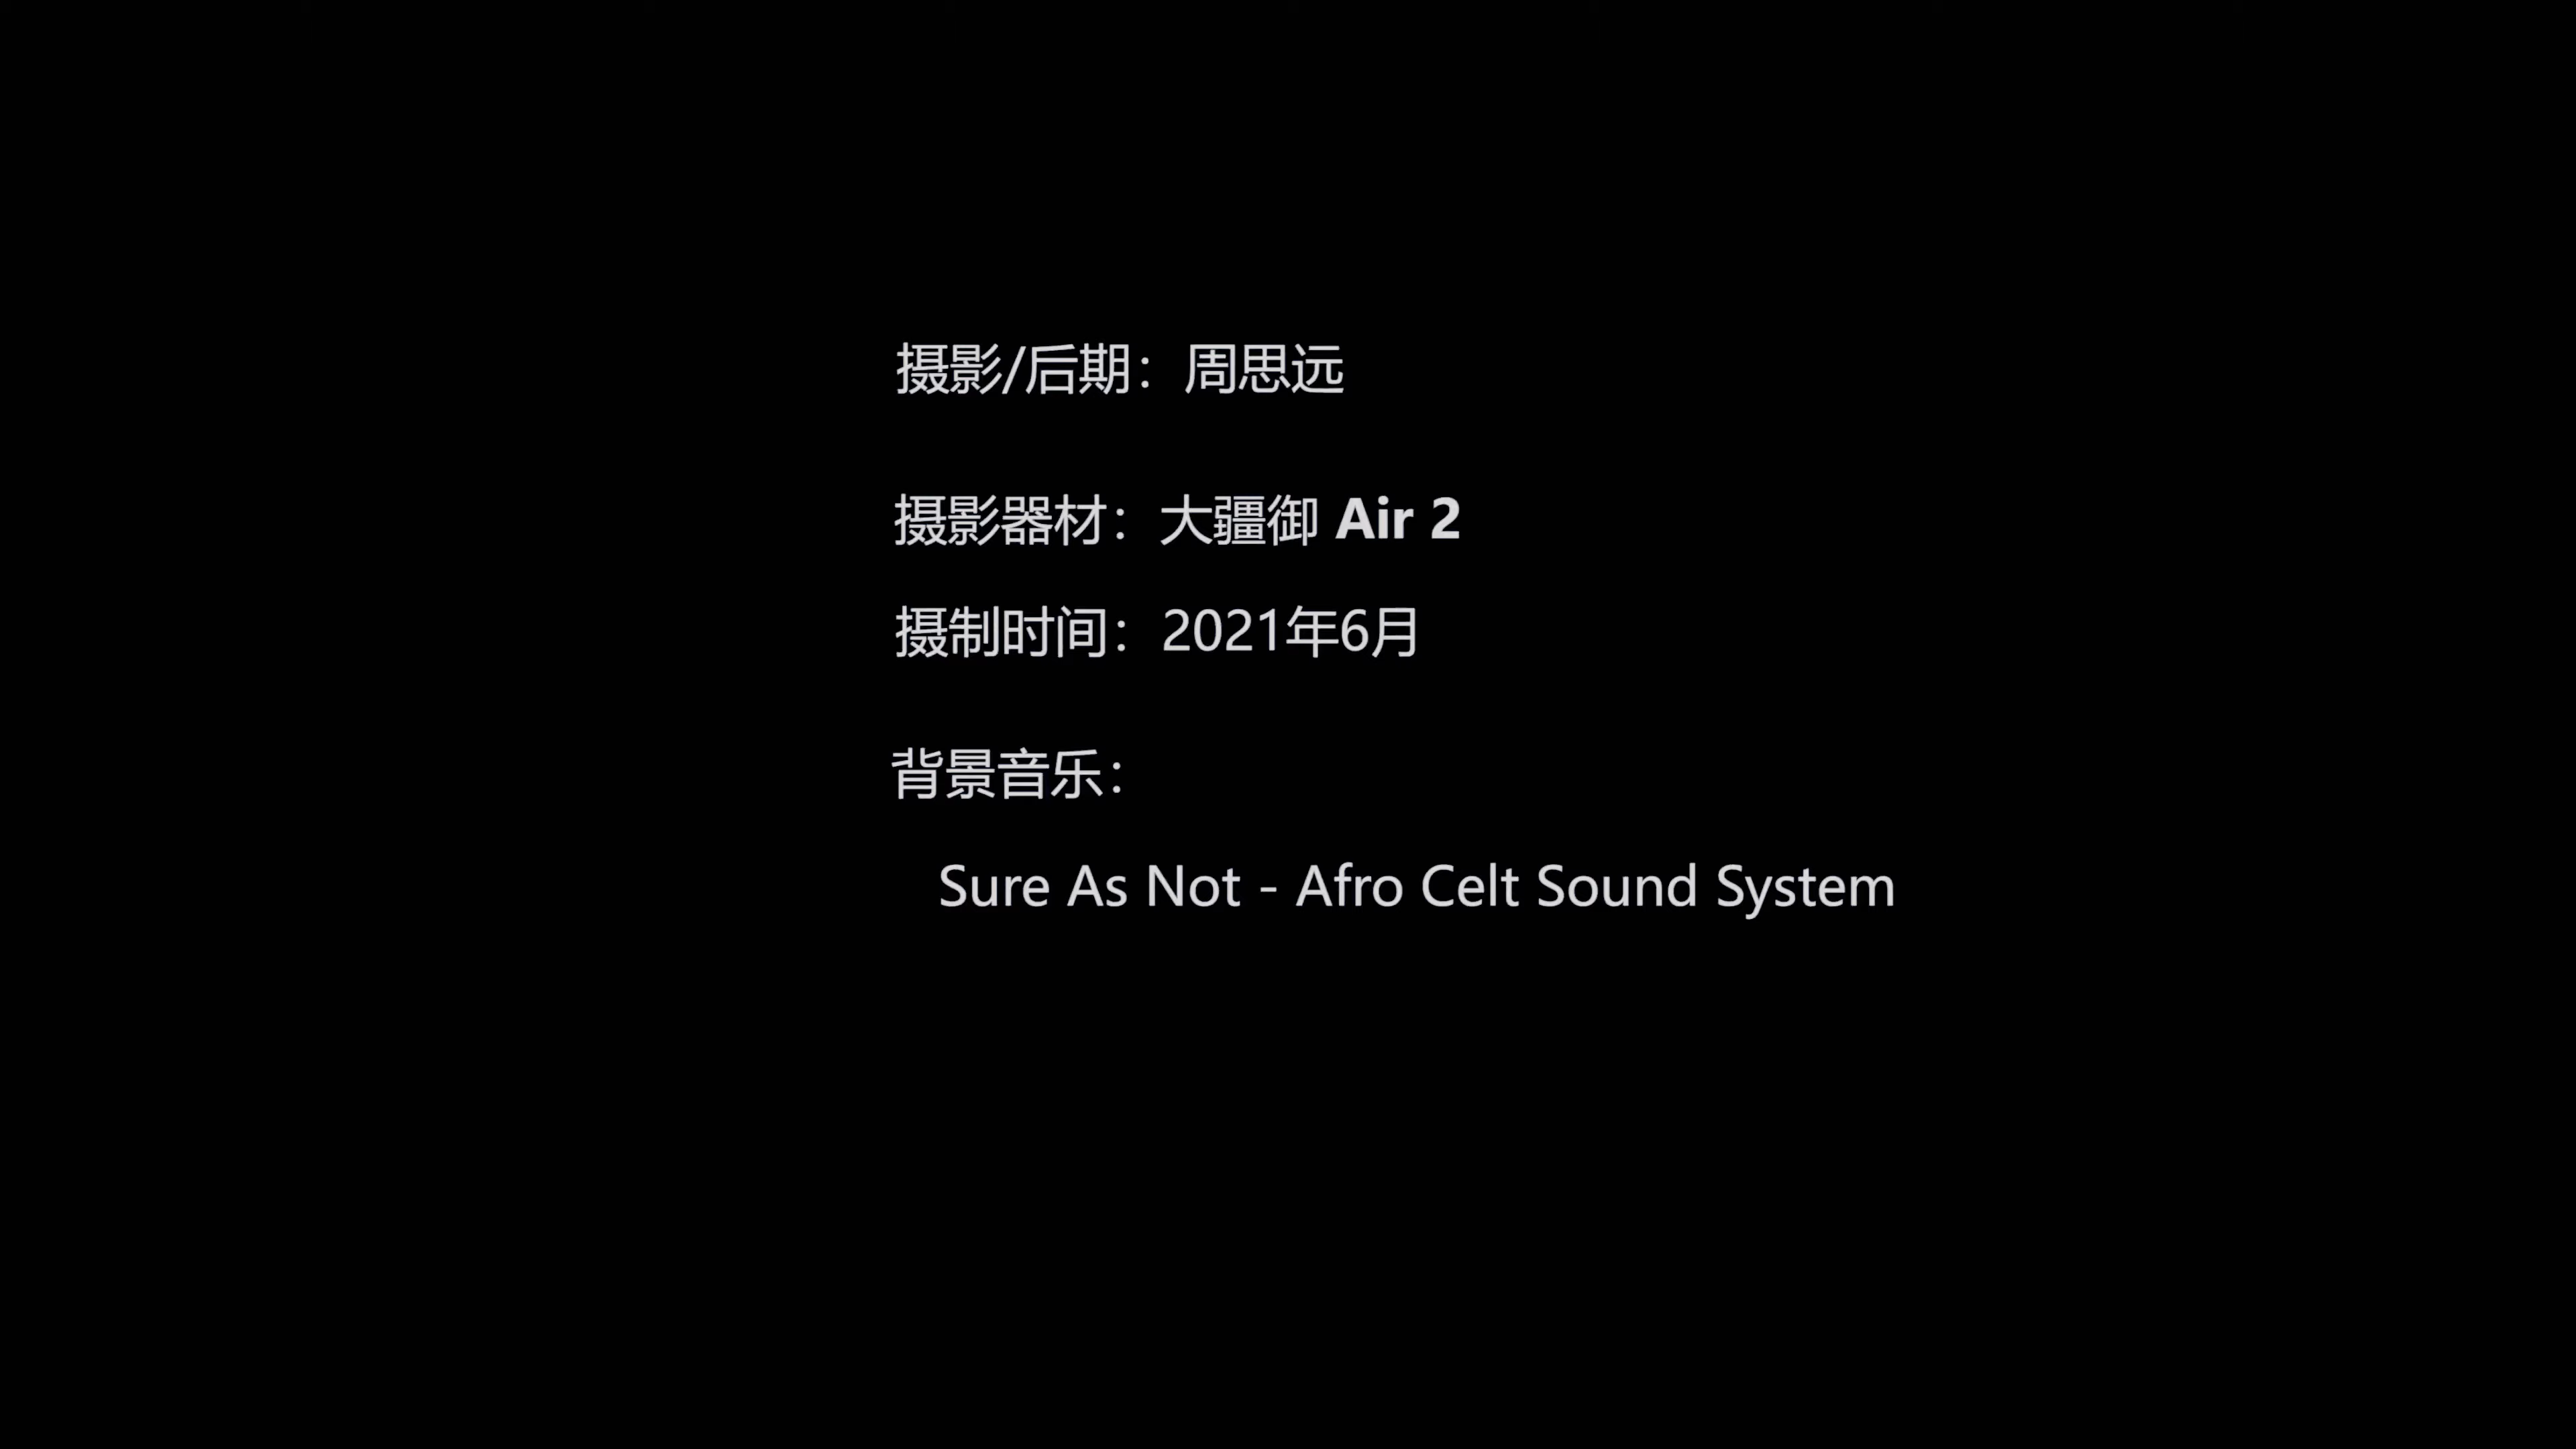 摄影/后期：周思远
摄影器材：大疆御 Air 2
摄制时间：2021年6月
背景音乐：
Sure As Not - Afro Celt Sound System